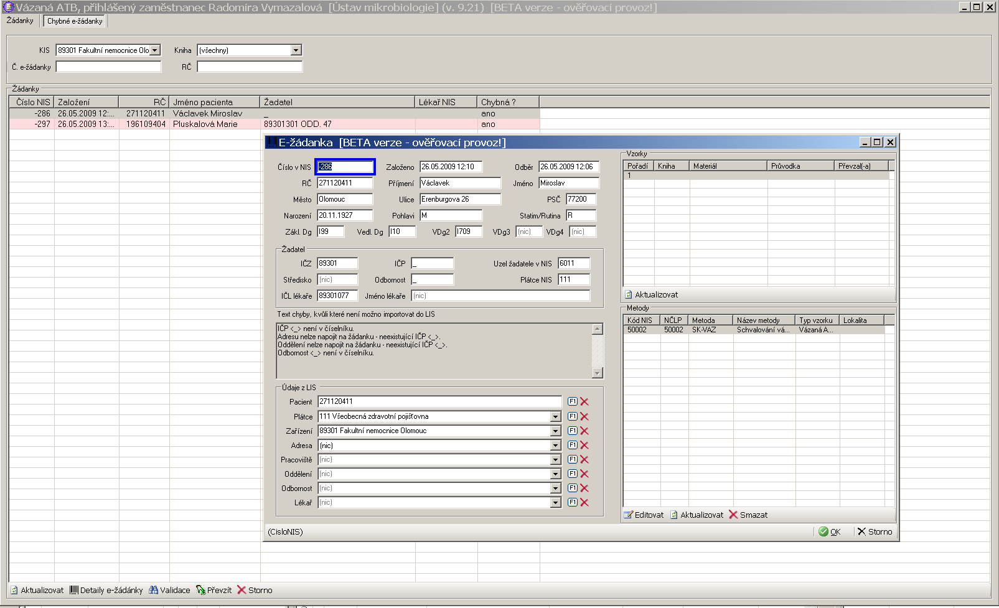 Vázaná ATB, přihlášený zaměstnanec Radomíra Vymazalová [Ústav mikrobiologie] (v. 9.21) [BETA verze - ověřovací provoz!]
Žádanky Chybné e-žádanky
KIS 89301 Fakultní nemocnice Olo Kniha (všechny)
Č. e-žádanky RČ
Žádanky
Číslo NIS Založení RČ Jméno pacienta Žadatel Lékař NIS Chybná ?
-286 26.05.2009 12:... 271120411 Václavek Miroslav _ ano
-297 26.05.2009 13:... 196109404 Pluskalová Marie 89301301 ODD. 47 ano
E-žádanka [BETA verze - ověřovací provoz!]
Číslo v NIS -286 Založeno 26.05.2009 12:10 Odběr 26.05.2009 12:06
RČ 271120411 Příjmení Václavek Jméno Miroslav
Město Olomouc Ulice Erenburgova 26 PSČ 77200
Narození 20.11.1927 Pohlaví M Statim/Rutina R
Zákl. Dg I99 Vedl. Dg I10 VDg2 I709 VDg3 (nic) VDg4 (nic)
Žadatel
IČZ 89301 IČP _ Uzel žadatele v NIS 6011
Středisko (nic) Odbornost _ Plátce NIS 111
IČL lékaře 89301077 Jméno lékaře (nic)
Text chyby, kvůli které není možno importovat do LIS
IČP <_> není v číselníku.
Adresu nelze napojit na žádanku - neexistující IČP <_>.
Oddělení nelze napojit na žádanku - neexistující IČP <_>.
Odbornost <_> není v číselníku.
Údaje z LIS
Pacient 271120411 F1
Plátce 111 Všeobecná zdravotní pojišťovna F1
Zařízení 89301 Fakultní nemocnice Olomouc F1
Adresa (nic) F1
Pracoviště (nic) F1
Oddělení (nic) F1
Odbornost (nic) F1
Lékař (nic) F1
Vzorky
Pořadí Kniha Materiál Průvodka Převzal(-a)
1
Aktualizovat
Metody
Kód NIS NČLP Metoda Název metody Typ vzorku Lokalita
50002 50002 SK-VAZ Schvalování vá... Vázaná A...
Editovat Aktualizovat Smazat
(CisloNIS) OK Storno
Aktualizovat Detaily e-žádánky Validace Převzít Storno